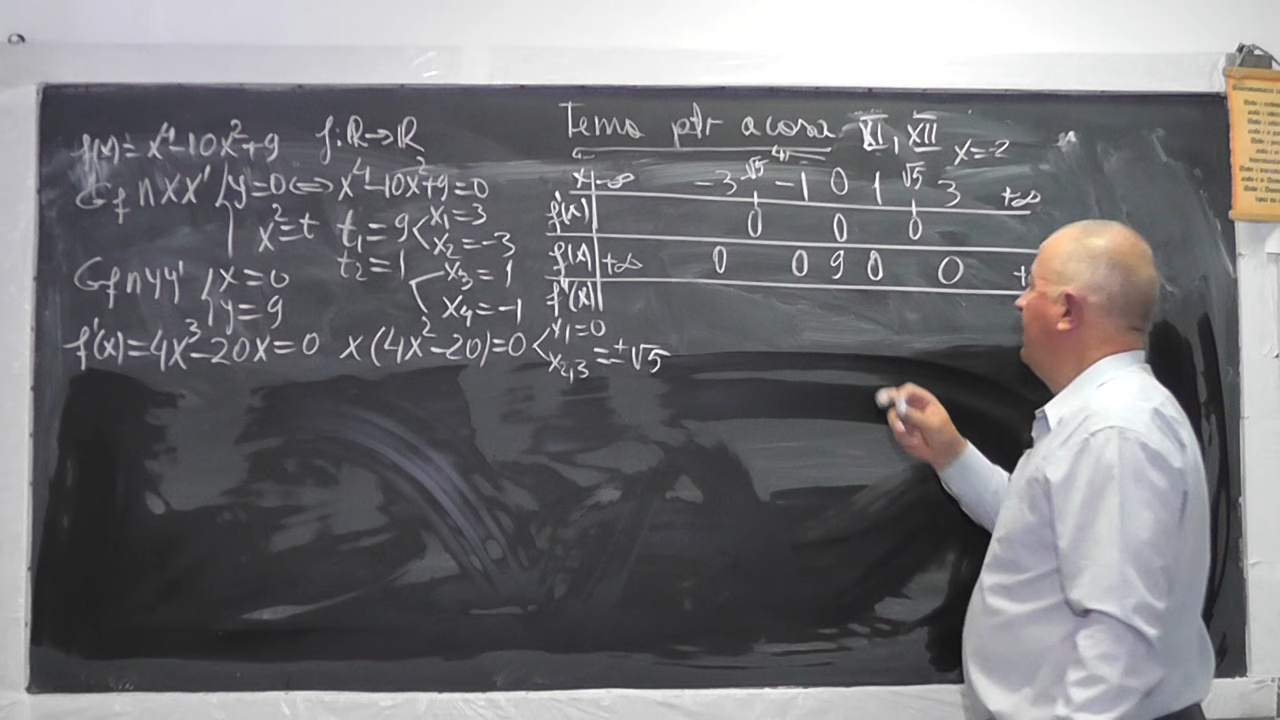 f(x)=x⁴-10x²+9 f:R→R
Gf∩XX' {y=0⇔x⁴-10x²+9=0
x²=t t₁=9 < x₁=3
x₂=-3
t₂=1 < x₃=1
x₄=-1
Gf∩yy' {x=0
y=9
f'(x)=4x³-20x=0 x(4x²-20)=0 < x₁=0
x₂,₃=±√5
Tema ptr acasa XI, XII
x=-2
x -∞ -3 √5 -1 0 1 √5 3 +∞
f'(x) 0 0 0
f(x) +∞ 0 0 9 0 0 +
f''(x)